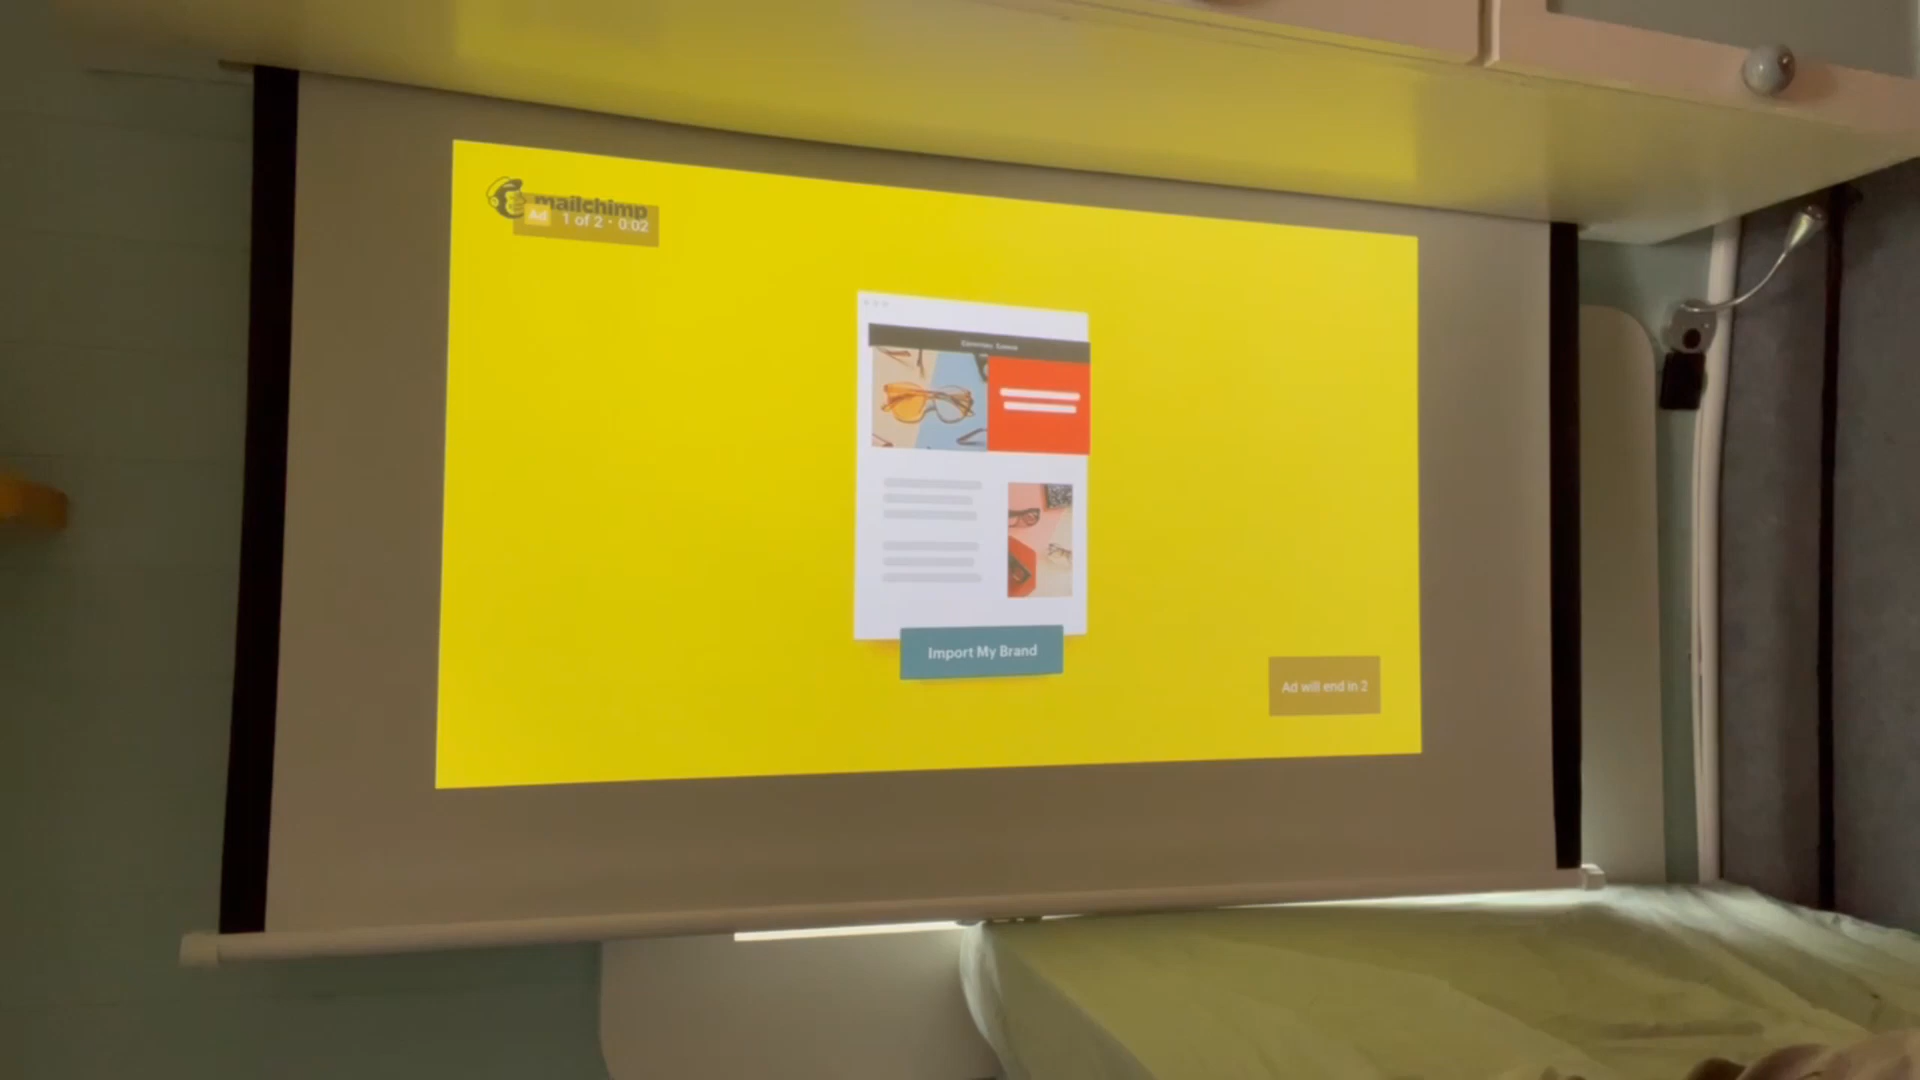 mailchimp
Ad 1 of 2 · 0:02
Import My Brand
Ad will end in 2